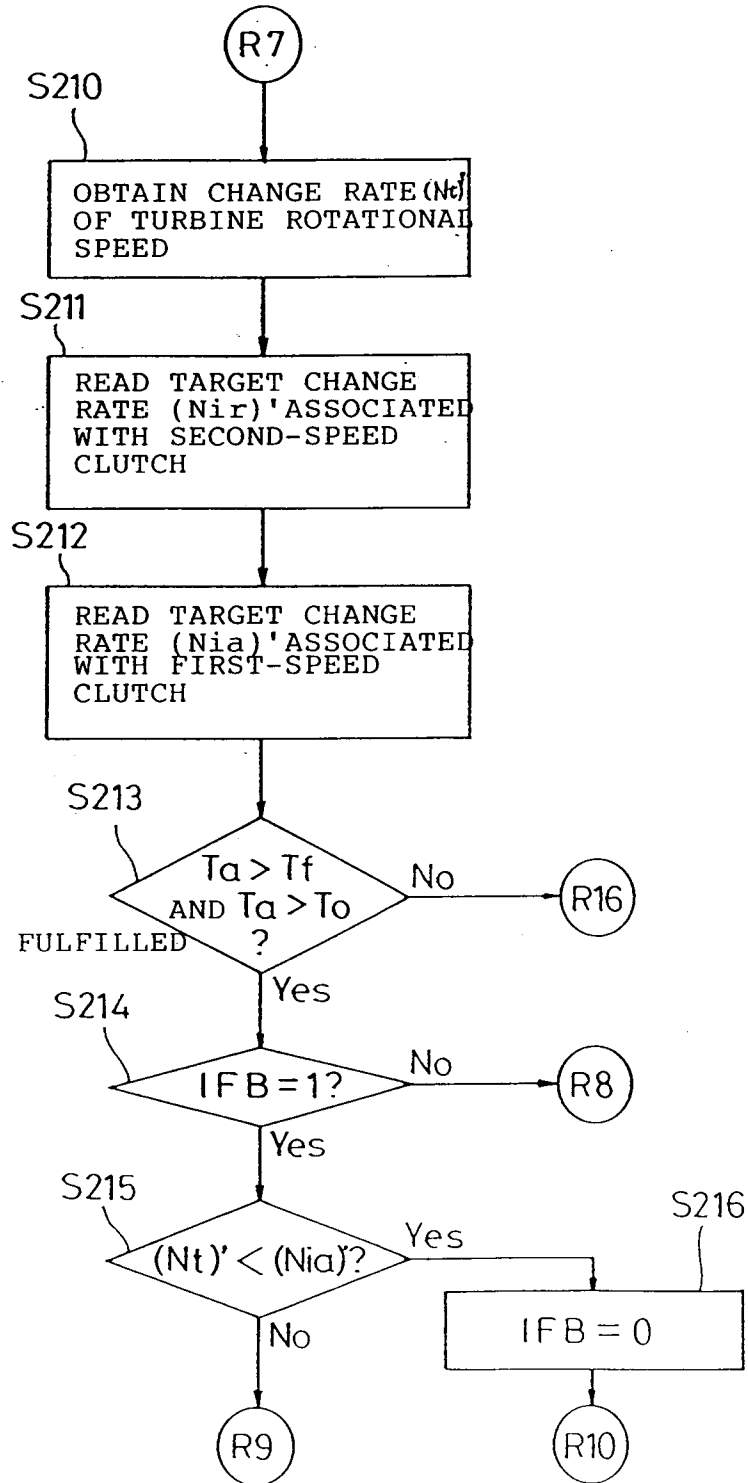 R7
S210
OBTAIN CHANGE RATE (Nt)'
OF TURBINE ROTATIONAL
SPEED
S211
READ TARGET CHANGE
RATE (Nir)' ASSOCIATED
WITH SECOND-SPEED
CLUTCH
S212
READ TARGET CHANGE
RATE (Nia)' ASSOCIATED
WITH FIRST-SPEED
CLUTCH
S213
Ta > Tf
AND Ta > To
?
FULFILLED
No
R16
Yes
S214
IFB = 1?
No
R8
Yes
S215
(Nt)' < (Nia)'?
Yes
S216
IFB = 0
No
R9
R10